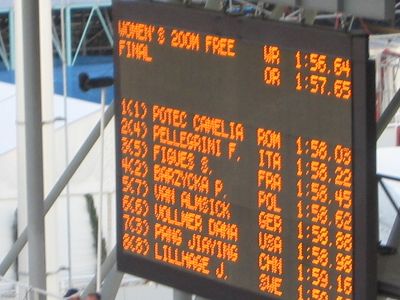 WOMEN'S 200M FREE WR 1:56.64
FINAL OR 1:57.65
1(1) POTEC CAMELIA ROM 1:58.03
2(4) PELLEGRINI F. ITA 1:58.22
3(5) FIGUES S. FRA 1:58.45
4(2) BARZYCKA P. POL 1:58.62
5(7) VAN ALMSICK GER 1:58.88
6(6) VOLLMER DANA USA 1:58.98
7(3) PANG JIAYING CHN 1:59.16
8(8) LILLHAGE J. SWE